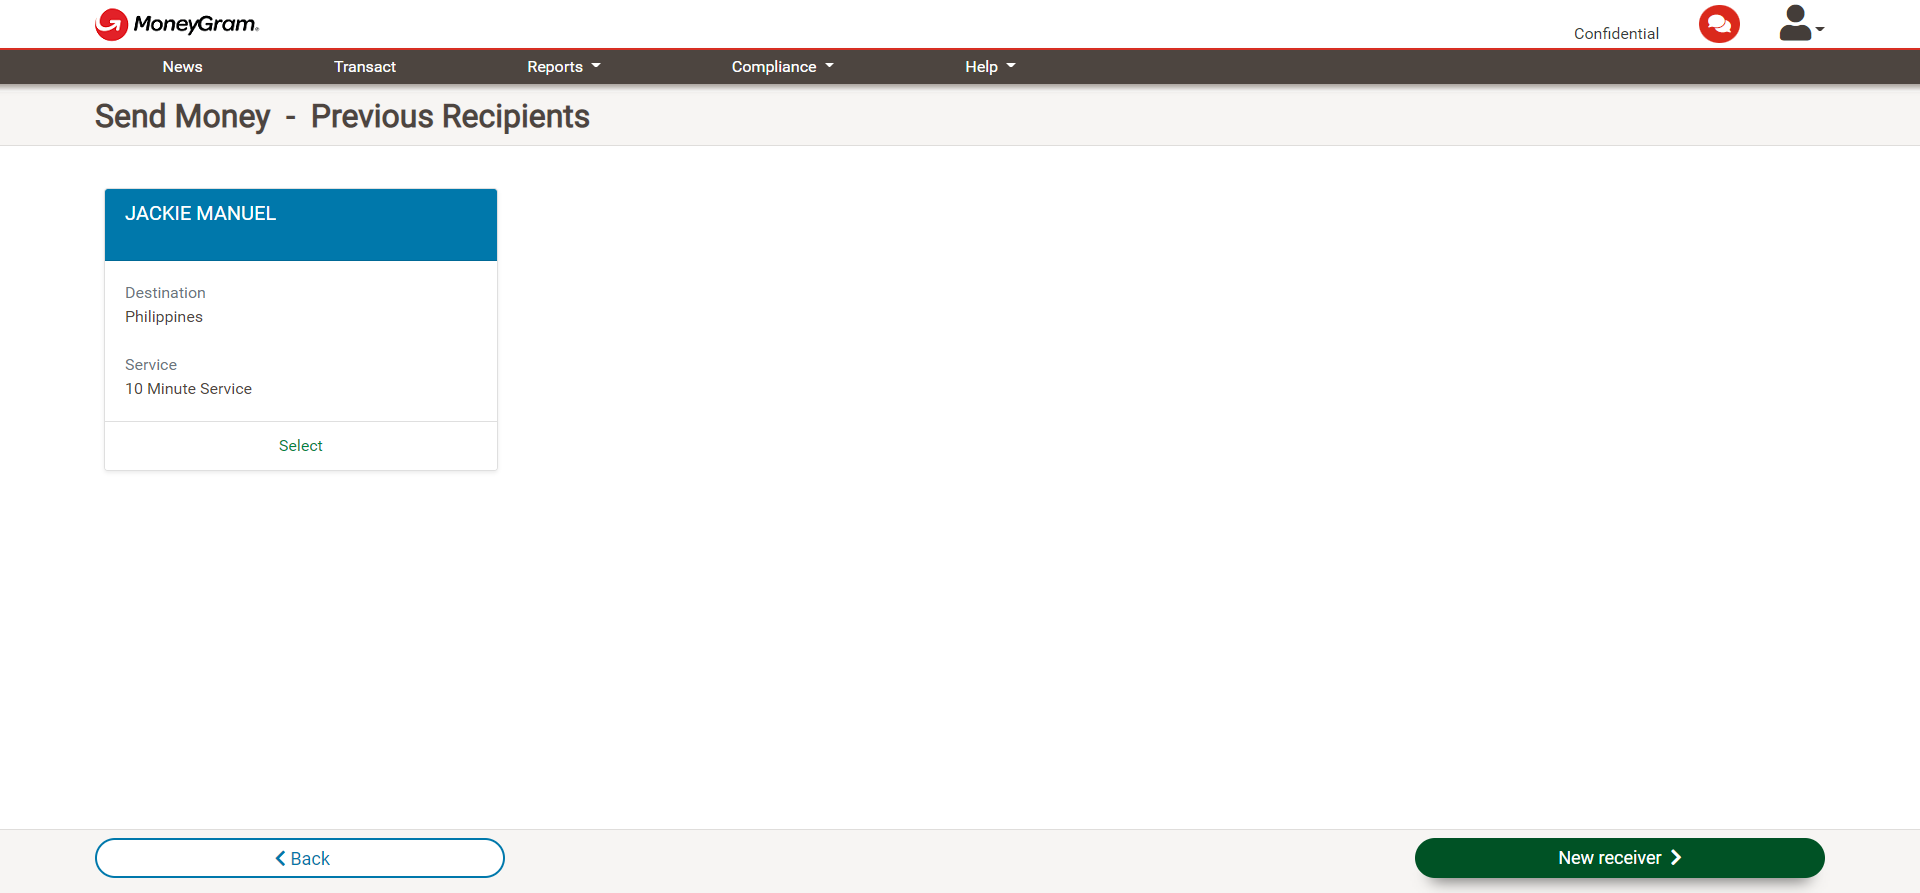 MoneyGram®
Confidential
News Transact Reports Compliance Help
Send Money - Previous Recipients
JACKIE MANUEL
Destination
Philippines
Service
10 Minute Service
Select
Back
New receiver